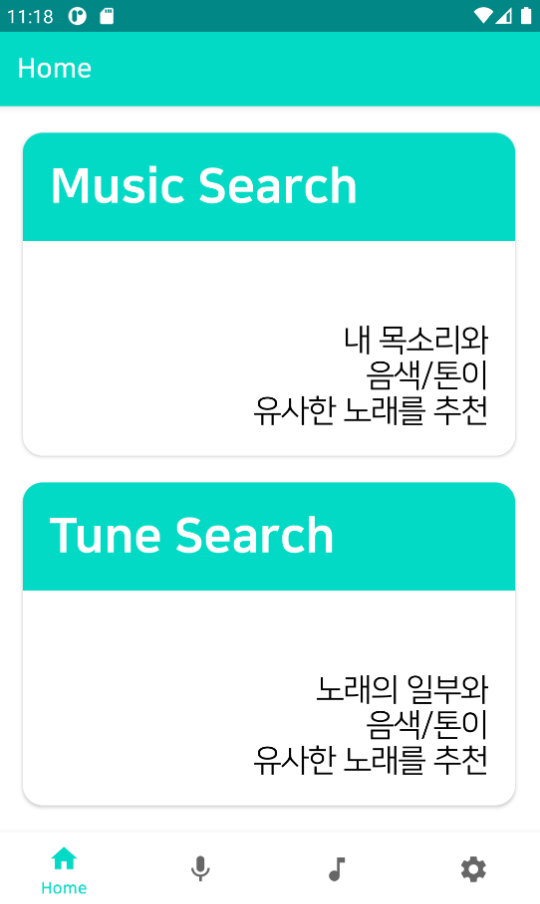 11:18
Home
Music Search
내 목소리와
음색/톤이
유사한 노래를 추천
Tune Search
노래의 일부와
음색/톤이
유사한 노래를 추천
Home